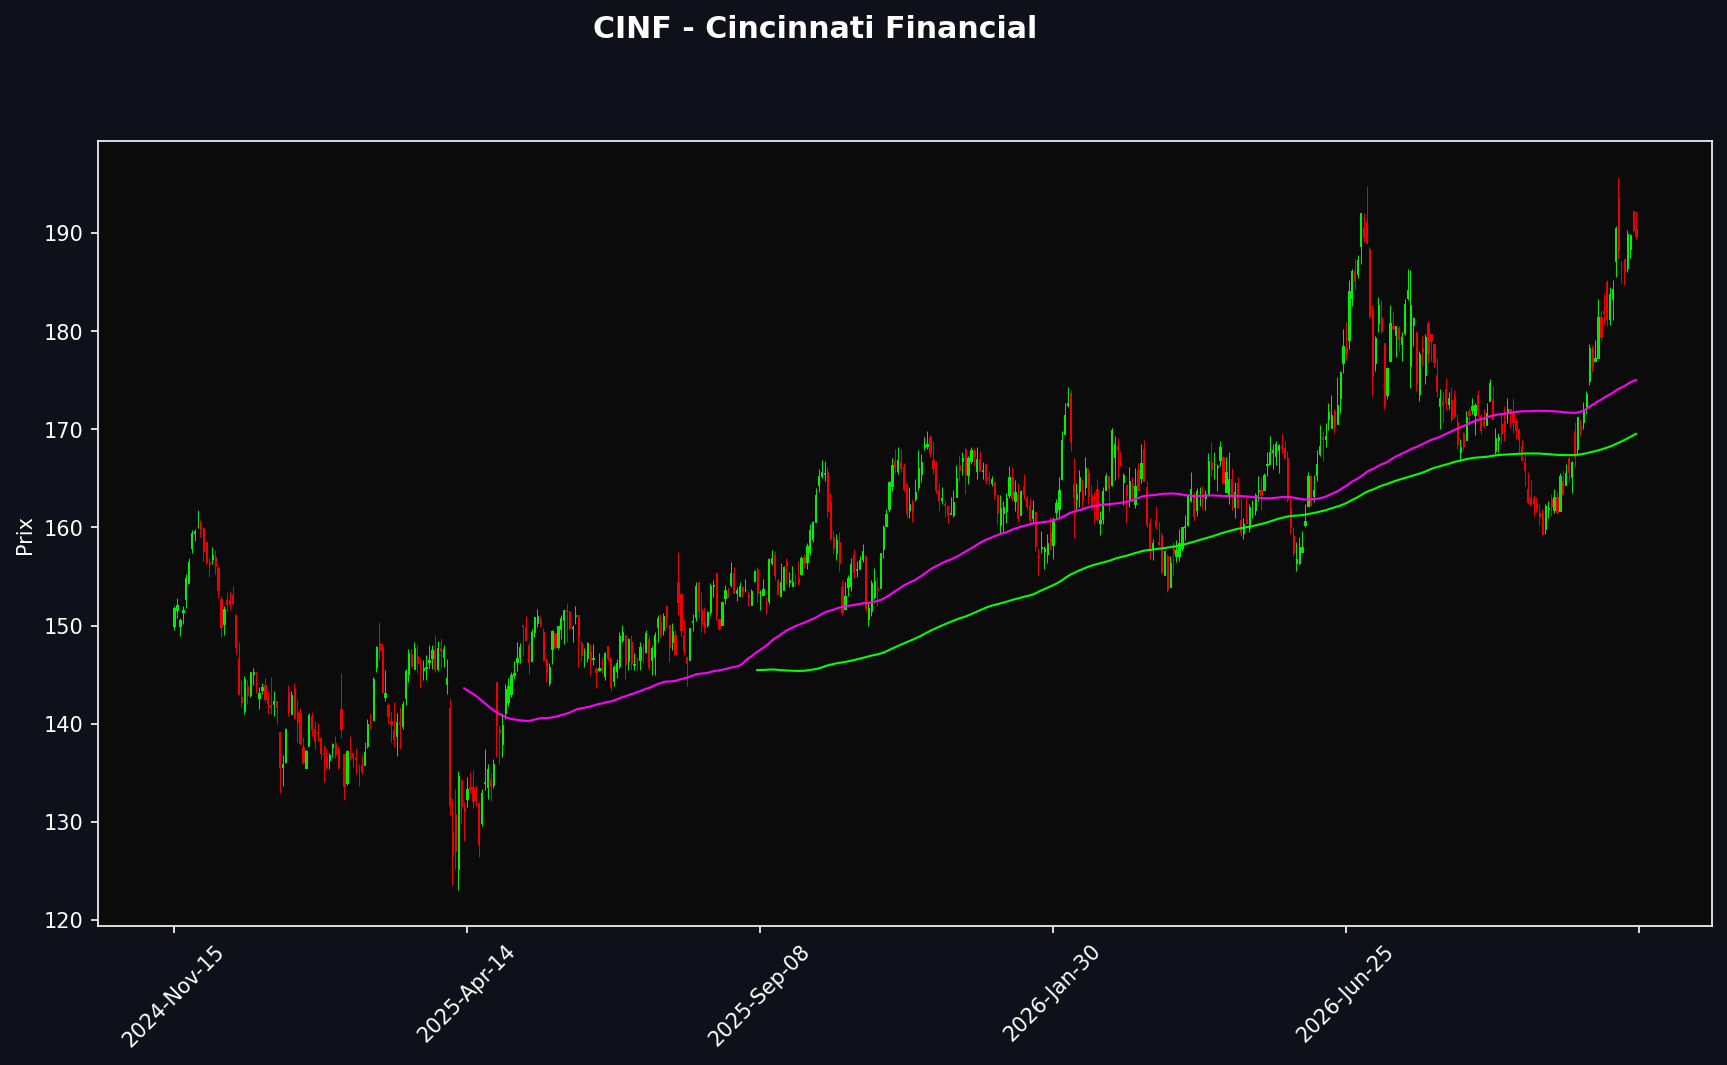 CINF - Cincinnati Financial
Prix
190
180
170
160
150
140
130
120
2024-Nov-15
2025-Apr-14
2025-Sep-08
2026-Jan-30
2026-Jun-25